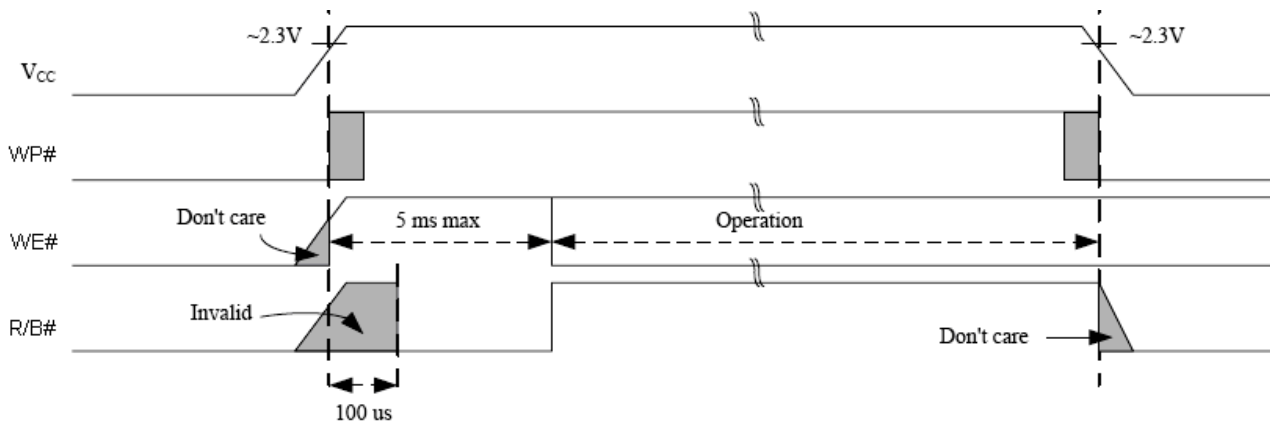 ~2.3V
~2.3V
VCC
WP#
Don't care
5 ms max
Operation
WE#
Invalid
R/B#
Don't care
100 us